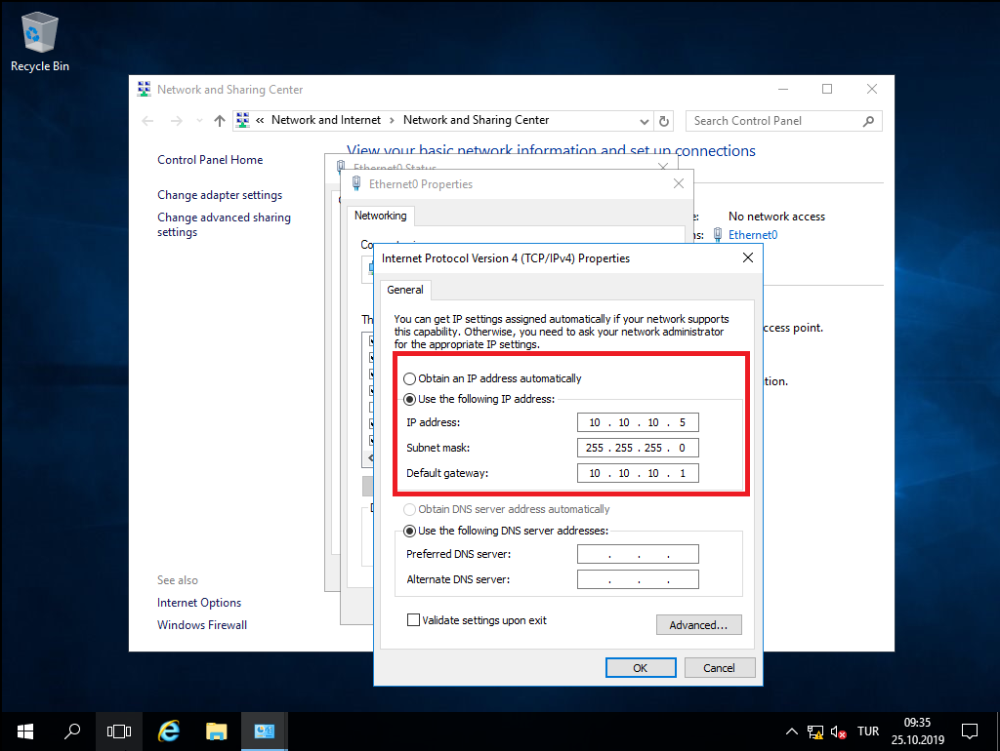 Recycle Bin
Network and Sharing Center
« Network and Internet › Network and Sharing Center
Search Control Panel
Control Panel Home
Change adapter settings
Change advanced sharing
settings
See also
Internet Options
Windows Firewall
View your basic network information and set up connections
No network access
Ethernet0
Ethernet0 Status
Ethernet0 Properties
Networking
Internet Protocol Version 4 (TCP/IPv4) Properties
General
You can get IP settings assigned automatically if your network supports
this capability. Otherwise, you need to ask your network administrator
for the appropriate IP settings.
Obtain an IP address automatically
Use the following IP address:
IP address: 10 . 10 . 10 . 5
Subnet mask: 255 . 255 . 255 . 0
Default gateway: 10 . 10 . 10 . 1
Obtain DNS server address automatically
Use the following DNS server addresses:
Preferred DNS server: . . .
Alternate DNS server: . . .
Validate settings upon exit
Advanced...
OK Cancel
point.
TUR
09:35
25.10.2019